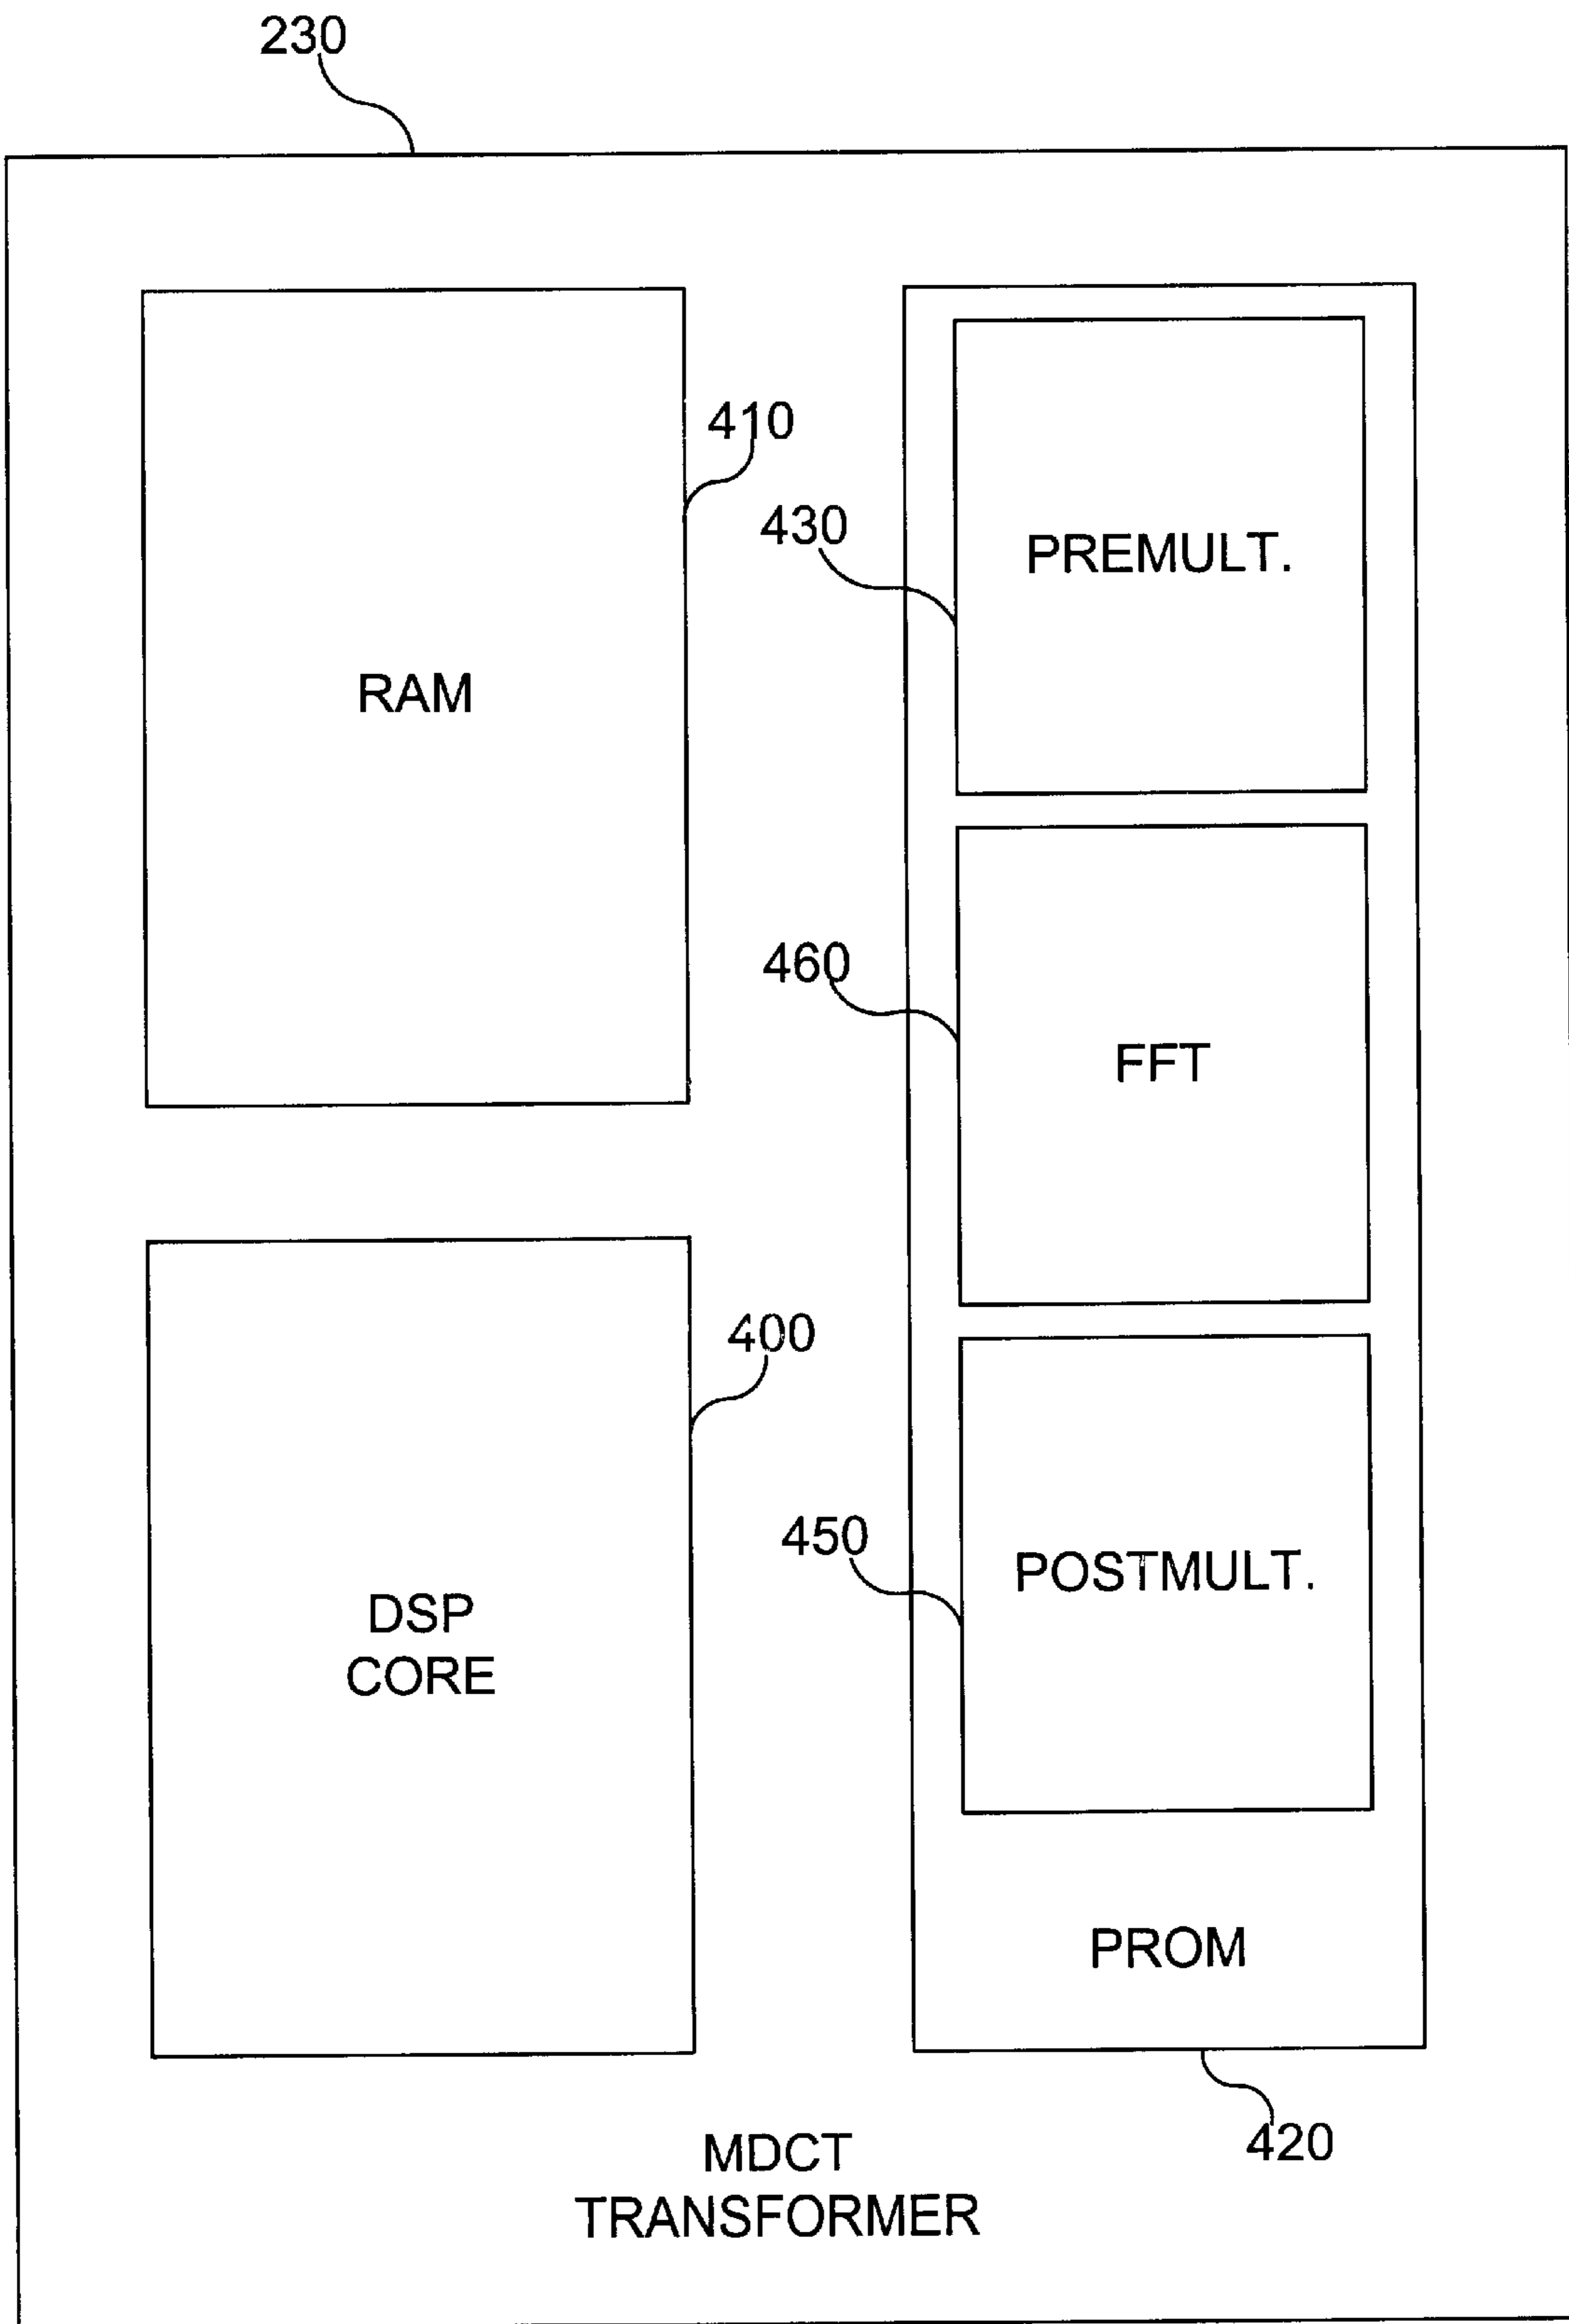 230
410
430
PREMULT.
RAM
460
FFT
400
450
POSTMULT.
DSP
CORE
PROM
420
MDCT
TRANSFORMER